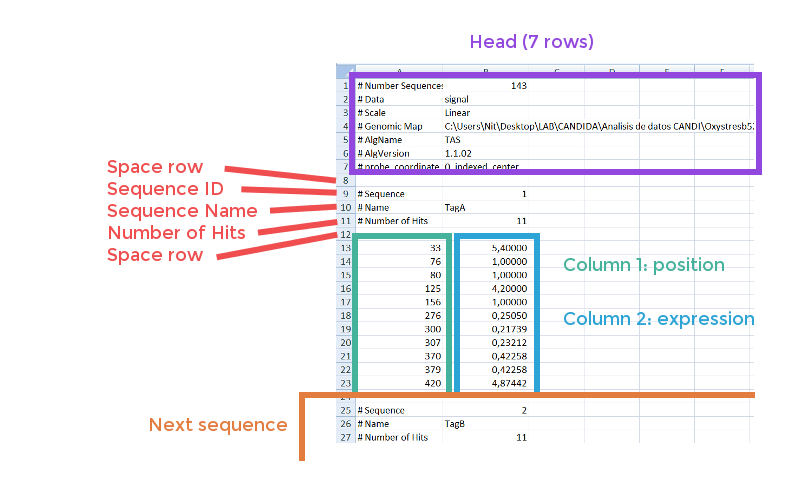 Head (7 rows)
A B C D E F
1 # Number Sequences 143
2 # Data signal
3 # Scale Linear
4 # Genomic Map C:\Users\Nit\Desktop\LAB\CANDIDA\Analisis de datos CANDI\Oxystresb52
5 # AlgName TAS
6 # AlgVersion 1.1.02
7 # probe_coordinate 0_indexed_center
Space row 8
Sequence ID 9 # Sequence 1
Sequence Name 10 # Name TagA
Number of Hits 11 # Number of Hits 11
Space row 12
13 33 5,40000
14 76 1,00000
15 80 1,00000
16 125 4,20000
17 156 1,00000
18 276 0,25050
19 300 0,21739
20 307 0,23212
21 370 0,42258
22 379 0,42258
23 420 4,87442
Column 1: position
Column 2: expression
24
25 # Sequence 2
Next sequence 26 # Name TagB
27 # Number of Hits 11